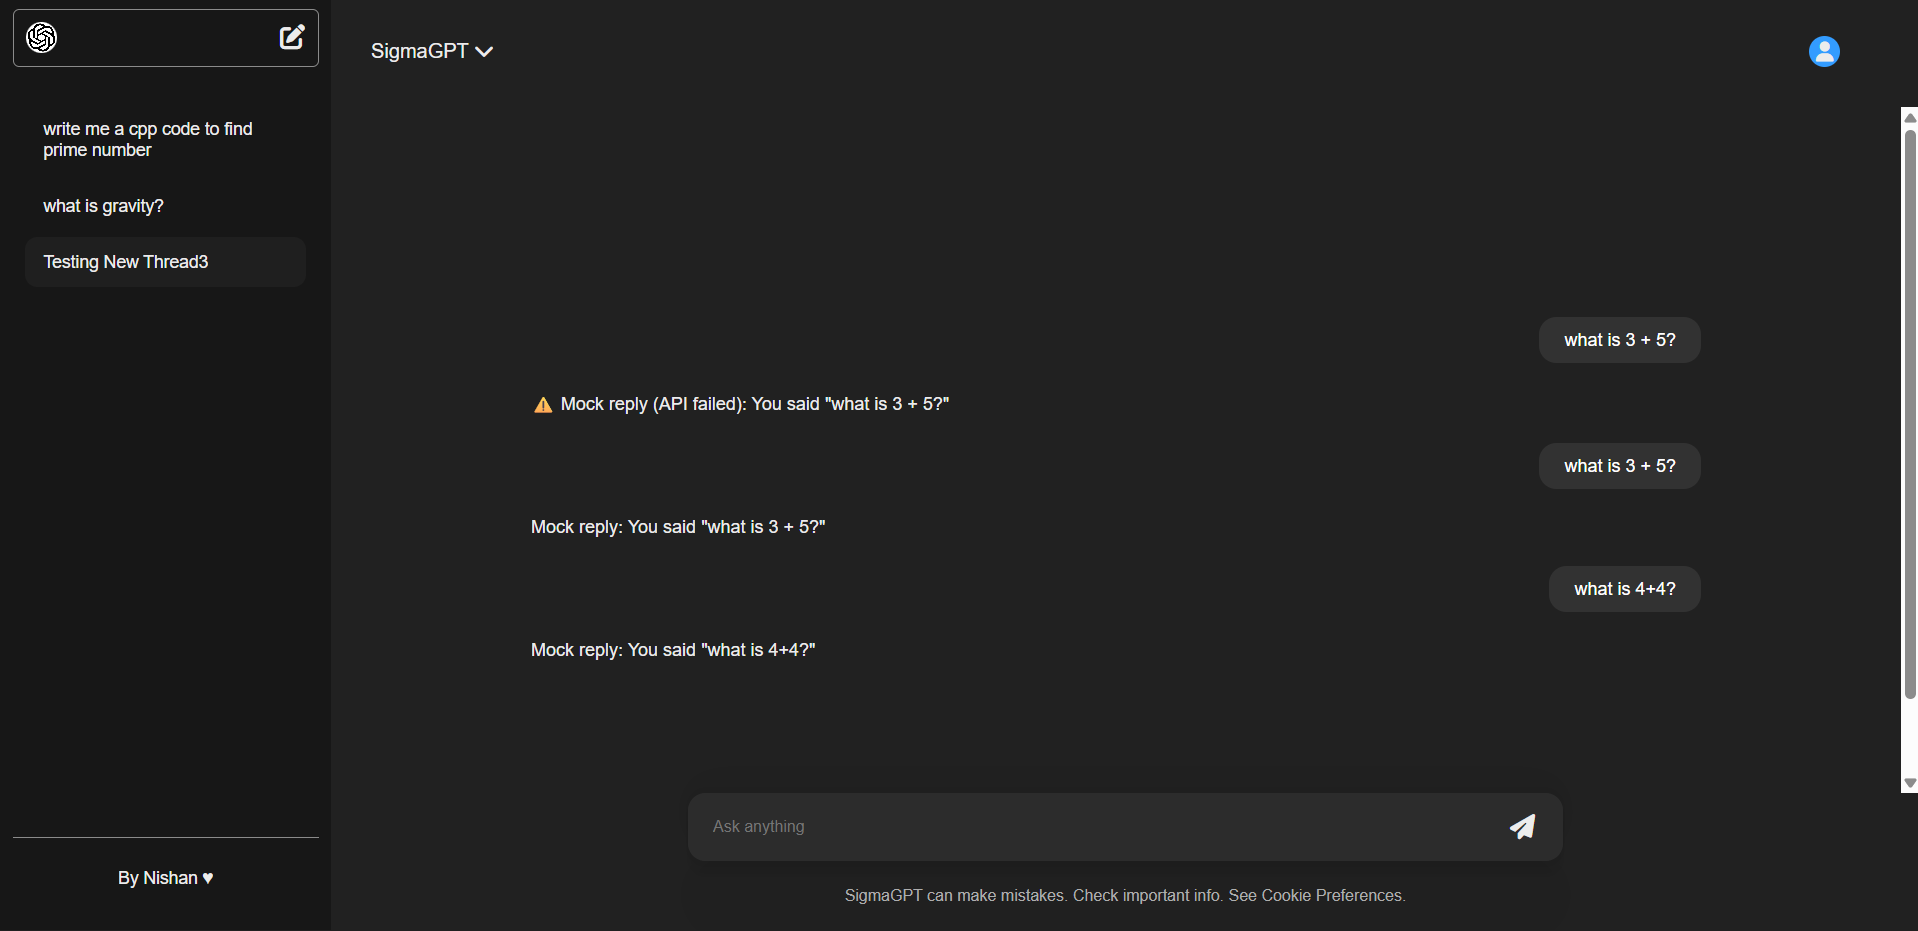 SigmaGPT
write me a cpp code to find
prime number
what is gravity?
Testing New Thread3
what is 3 + 5?
⚠️ Mock reply (API failed): You said "what is 3 + 5?"
what is 3 + 5?
Mock reply: You said "what is 3 + 5?"
what is 4+4?
Mock reply: You said "what is 4+4?"
Ask anything
By Nishan ♥
SigmaGPT can make mistakes. Check important info. See Cookie Preferences.